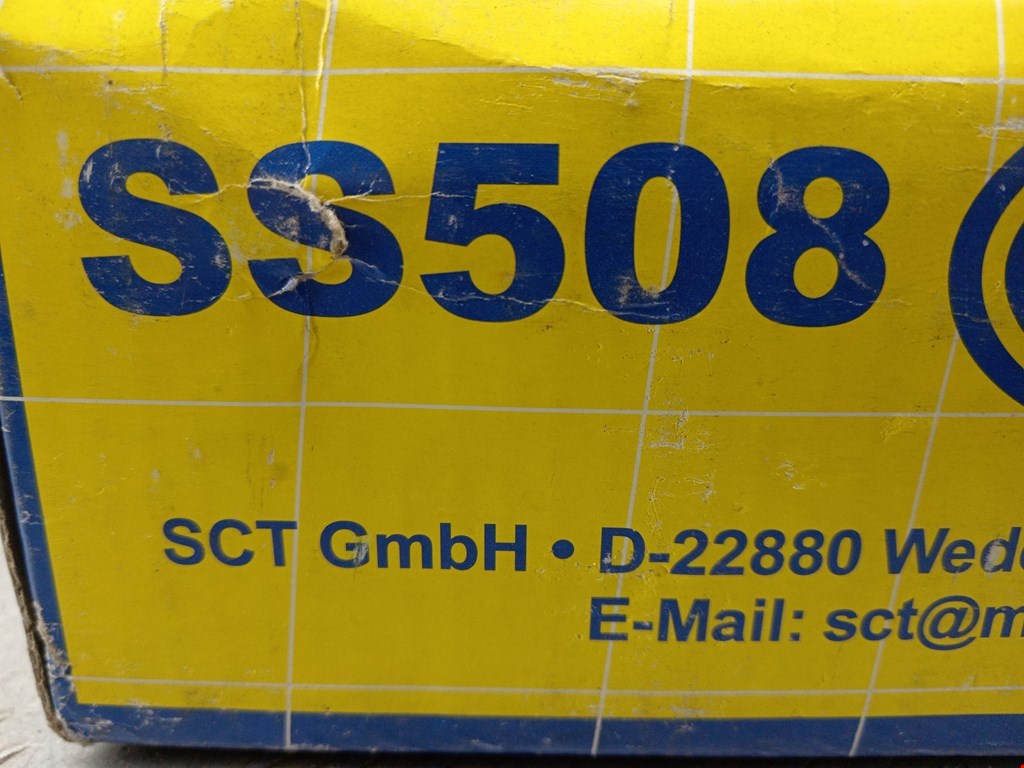 SS508
SCT GmbH • D-22880
E-Mail: